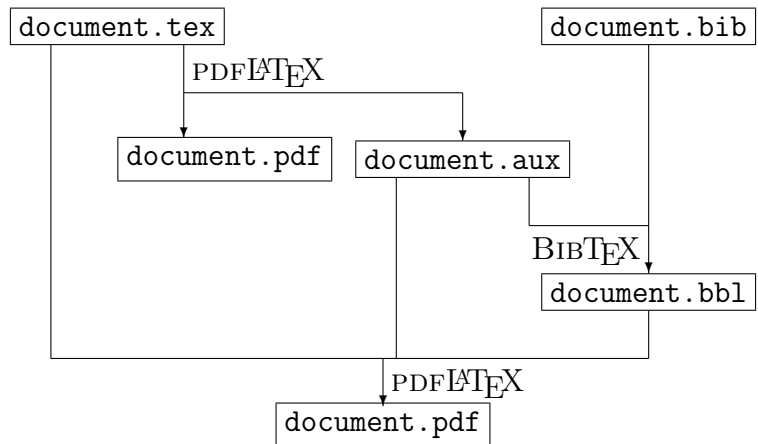 document.tex
document.bib
PDFLATEX
document.pdf
document.aux
BIBTEX
document.bbl
PDFLATEX
document.pdf